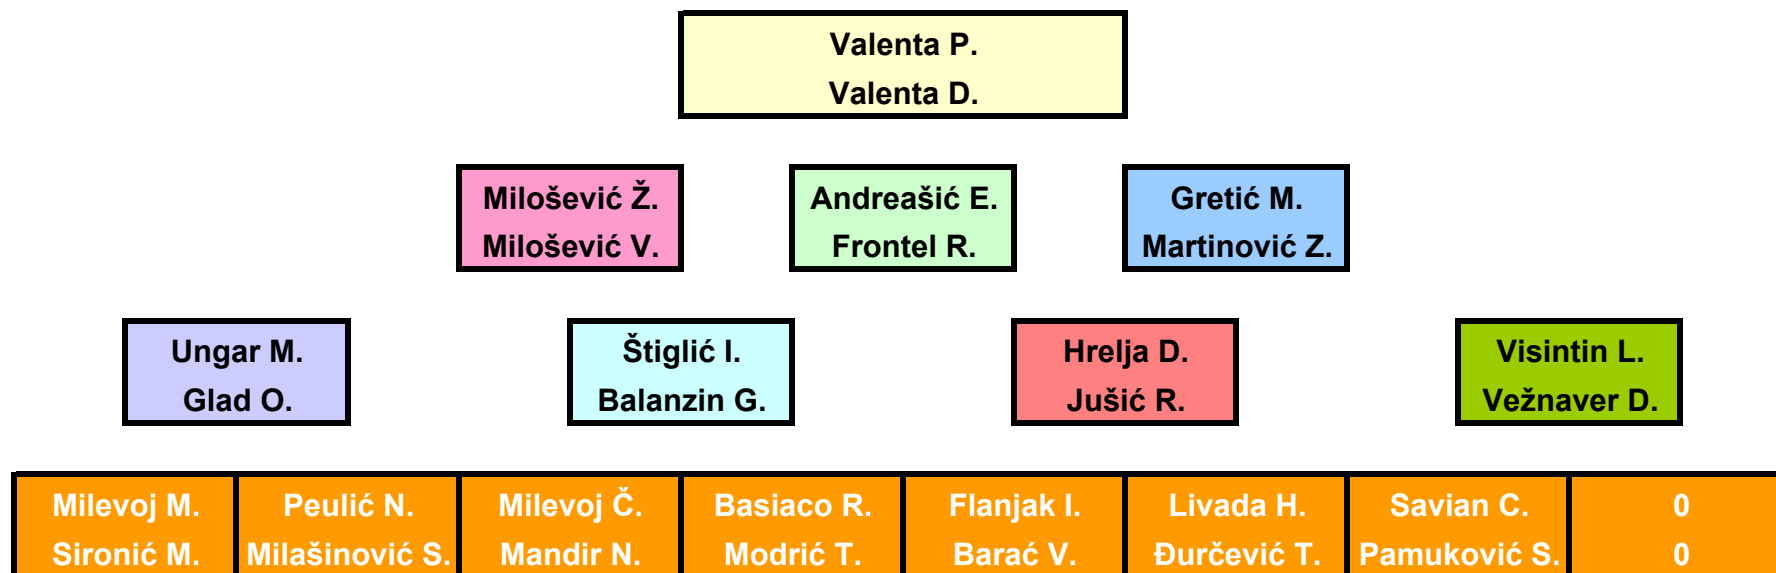 Valenta P.
Valenta D.
Milošević Ž.
Milošević V.
Andreašić E.
Frontel R.
Gretić M.
Martinović Z.
Ungar M.
Glad O.
Štiglić I.
Balanzin G.
Hrelja D.
Jušić R.
Visintin L.
Vežnaver D.
Milevoj M.
Sironić M.
Peulić N.
Milašinović S.
Milevoj Č.
Mandir N.
Basiaco R.
Modrić T.
Flanjak I.
Barać V.
Livada H.
Đurčević T.
Savian C.
Pamuković S.
0
0